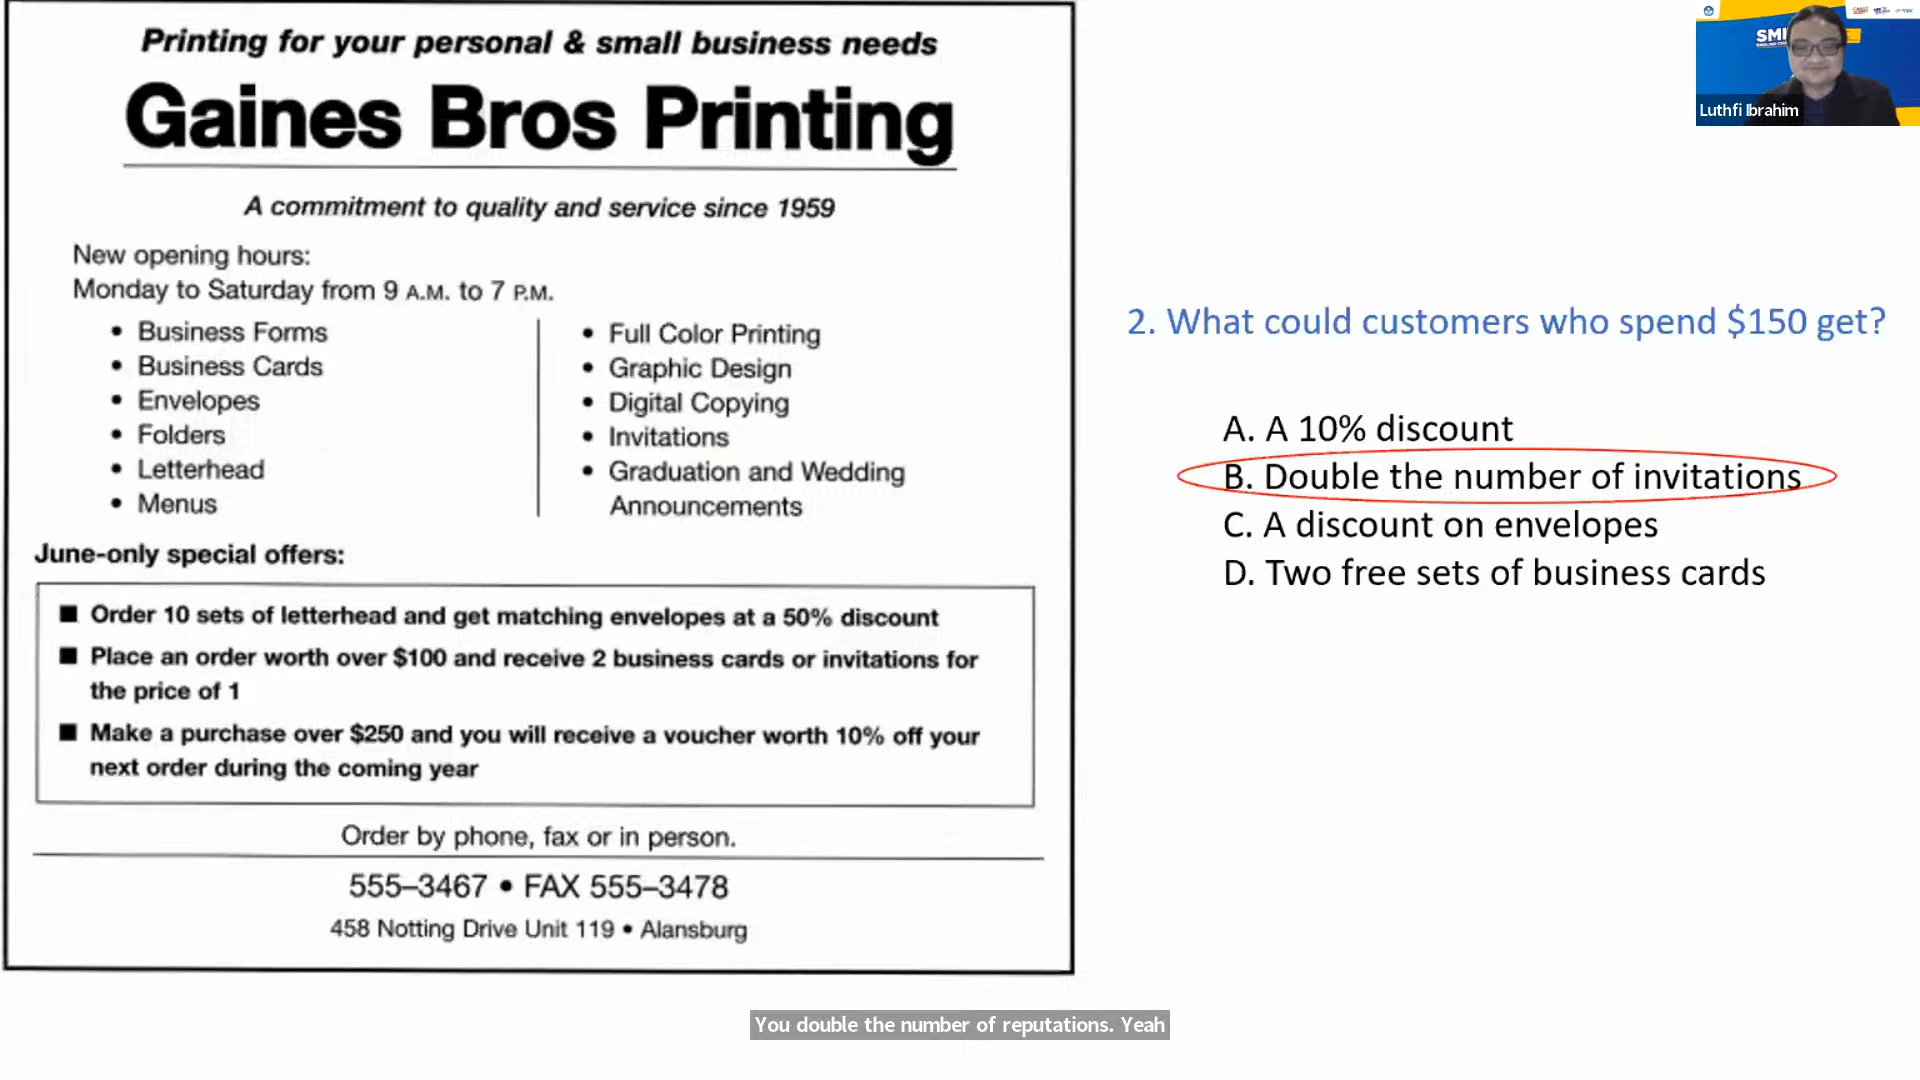 Printing for your personal & small business needs
Gaines Bros Printing
A commitment to quality and service since 1959
New opening hours:
Monday to Saturday from 9 A.M. to 7 P.M.
• Business Forms
• Business Cards
• Envelopes
• Folders
• Letterhead
• Menus
• Full Color Printing
• Graphic Design
• Digital Copying
• Invitations
• Graduation and Wedding
Announcements
June-only special offers:
■ Order 10 sets of letterhead and get matching envelopes at a 50% discount
■ Place an order worth over $100 and receive 2 business cards or invitations for
the price of 1
■ Make a purchase over $250 and you will receive a voucher worth 10% off your
next order during the coming year
Order by phone, fax or in person.
555–3467 • FAX 555–3478
458 Notting Drive Unit 119 • Alansburg
2. What could customers who spend $150 get?
A. A 10% discount
B. Double the number of invitations
C. A discount on envelopes
D. Two free sets of business cards
Luthfi Ibrahim
You double the number of reputations. Yeah